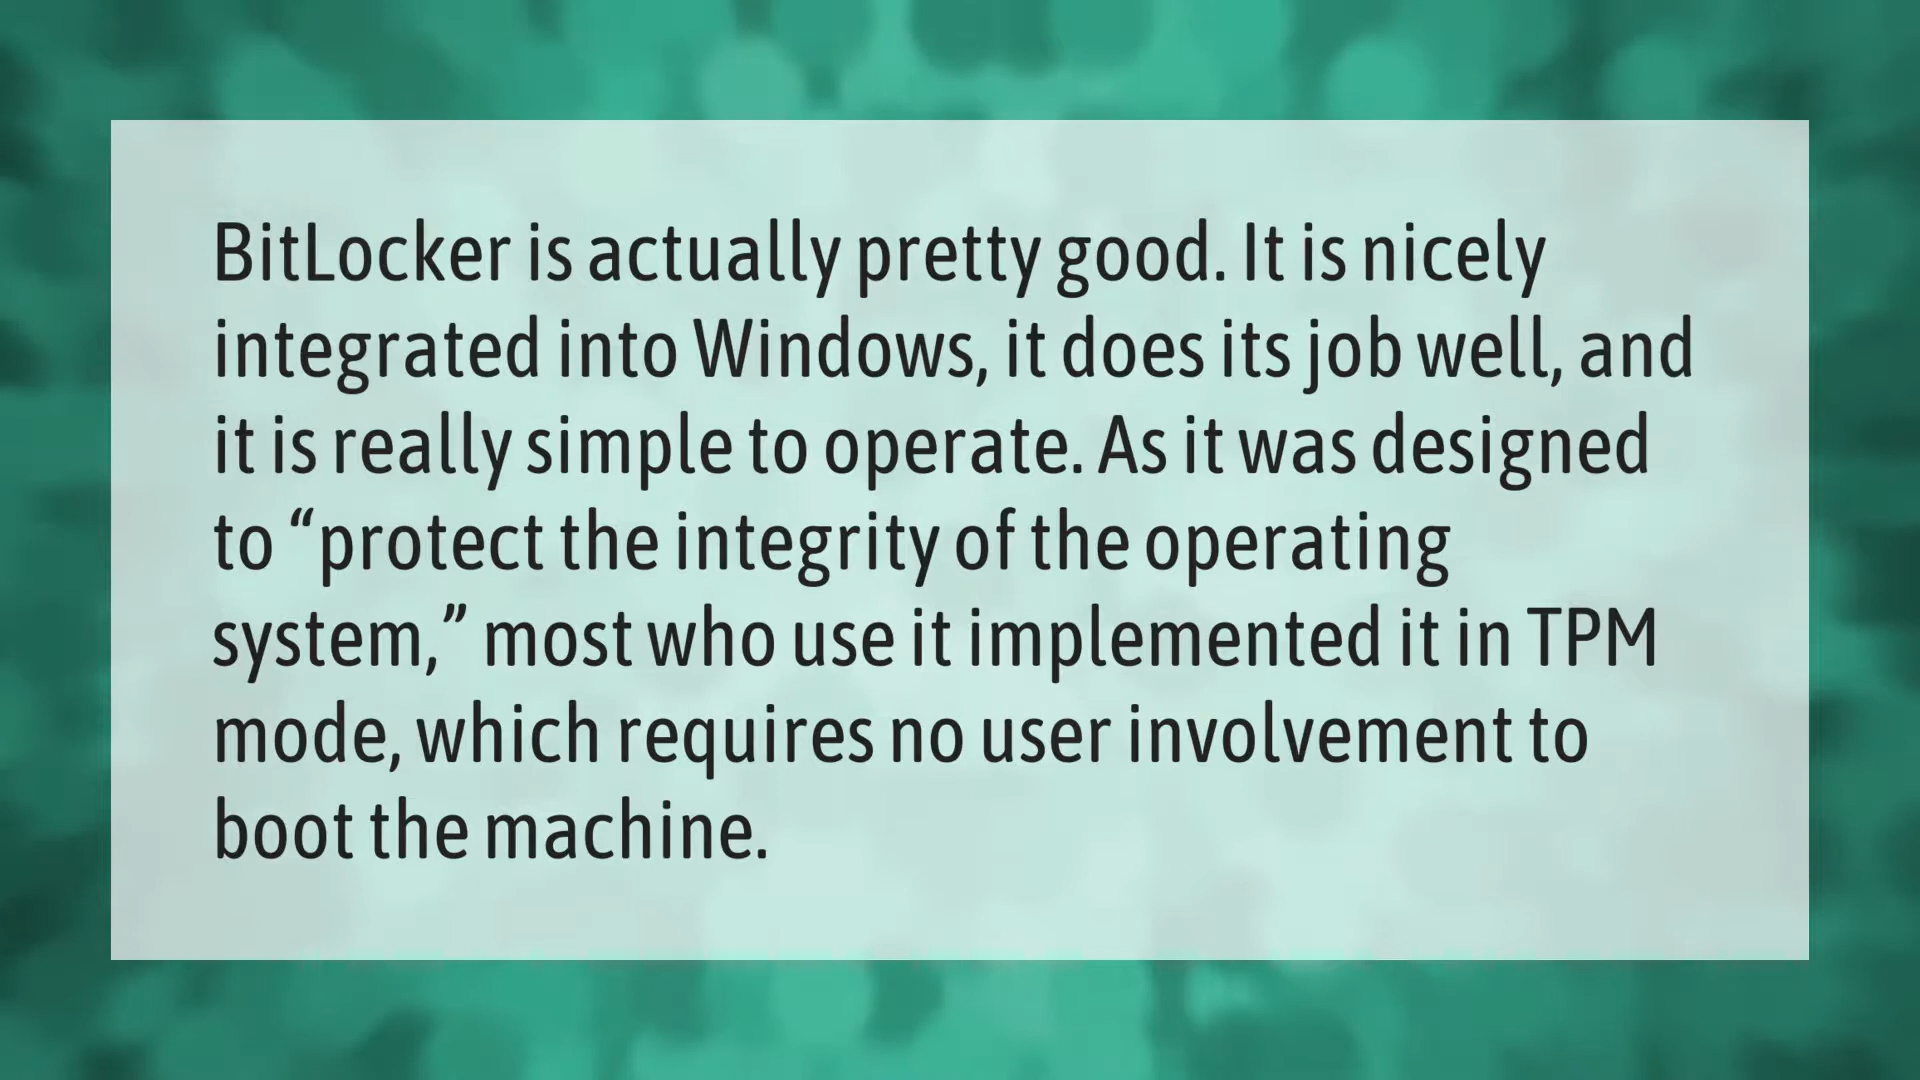 BitLocker is actually pretty good. It is nicely
integrated into Windows, it does its job well, and
it is really simple to operate. As it was designed
to “protect the integrity of the operating
system,” most who use it implemented it in TPM
mode, which requires no user involvement to
boot the machine.